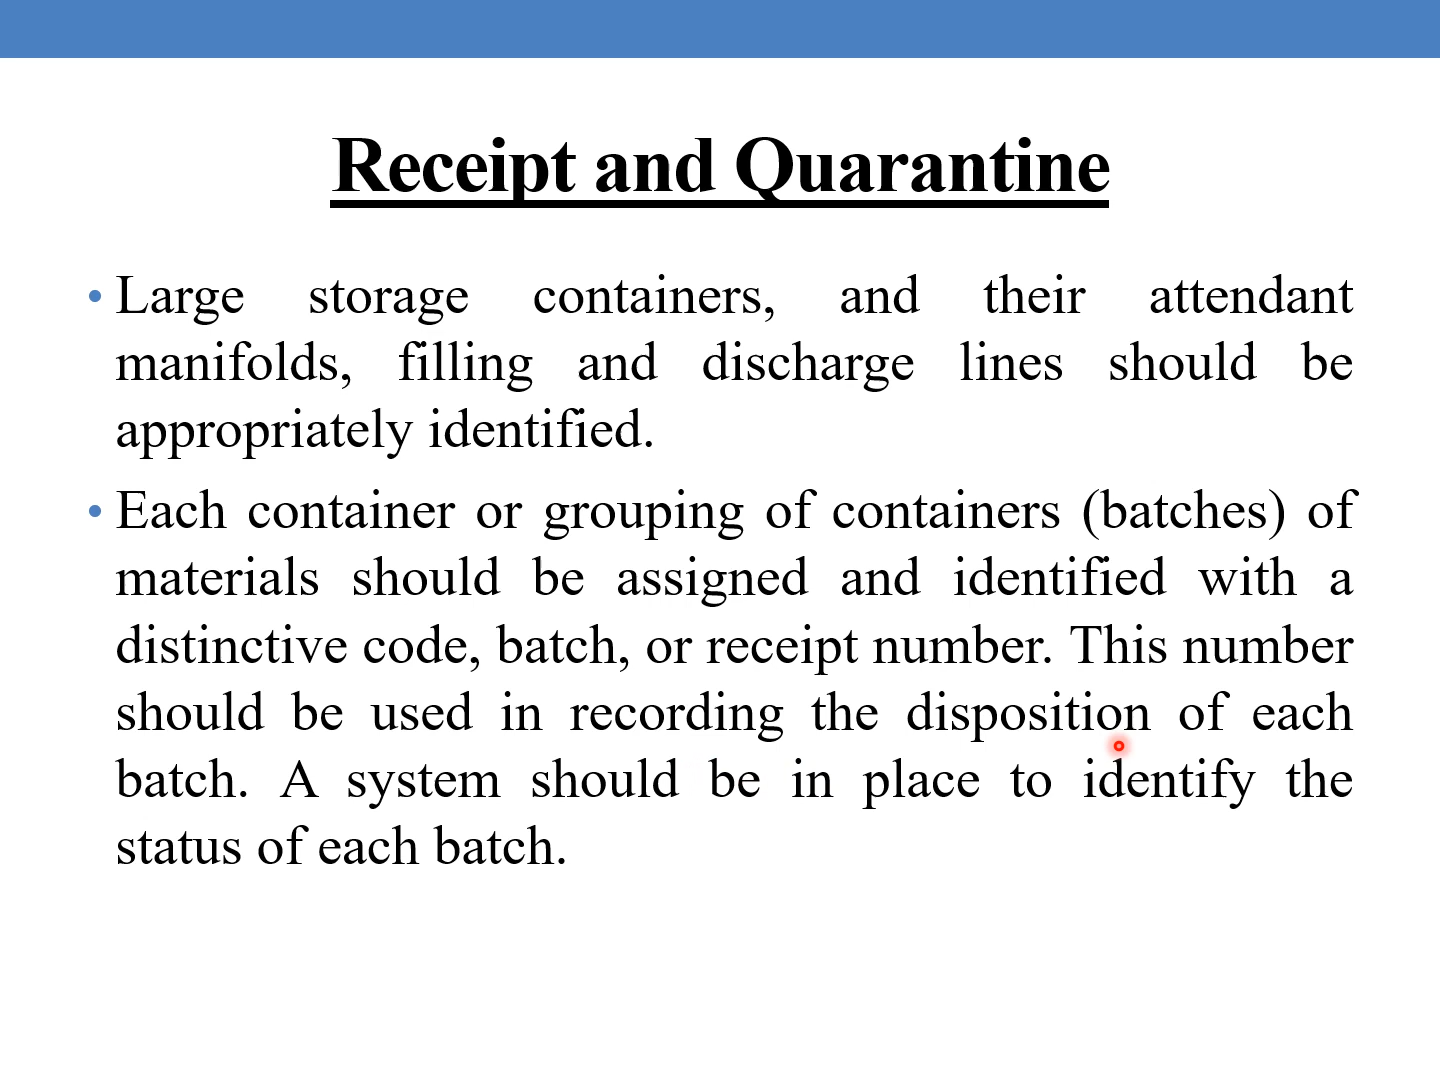 Receipt and Quarantine
• Large storage containers, and their attendant
manifolds, filling and discharge lines should be
appropriately identified.
• Each container or grouping of containers (batches) of
materials should be assigned and identified with a
distinctive code, batch, or receipt number. This number
should be used in recording the disposition of each
batch. A system should be in place to identify the
status of each batch.